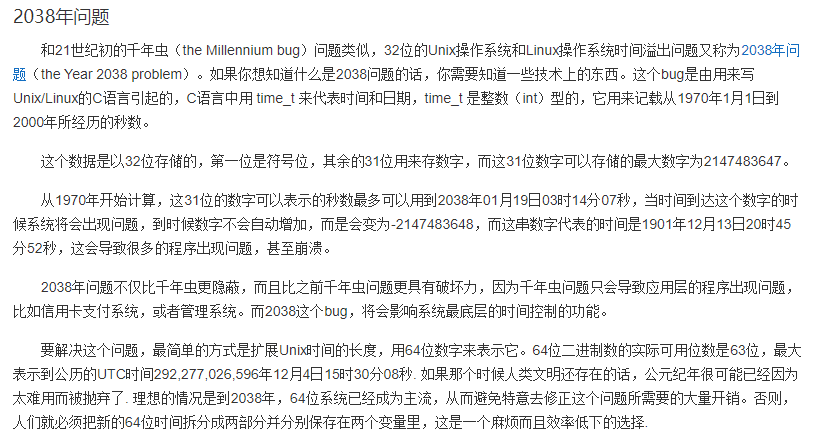 2038年问题
和21世纪初的千年虫（the Millennium bug）问题类似，32位的Unix操作系统和Linux操作系统时间溢出问题又称为2038年问
题（the Year 2038 problem）。如果你想知道什么是2038问题的话，你需要知道一些技术上的东西。这个bug是由用来写
Unix/Linux的C语言引起的，C语言中用 time_t 来代表时间和日期，time_t 是整数（int）型的，它用来记载从1970年1月1日到
2000年所经历的秒数。
这个数据是以32位存储的，第一位是符号位，其余的31位用来存数字，而这31位数字可以存储的最大数字为2147483647。
从1970年开始计算，这31位的数字可以表示的秒数最多可以用到2038年01月19日03时14分07秒，当时间到达这个数字的时
候系统将会出现问题，到时候数字不会自动增加，而是会变为-2147483648，而这串数字代表的时间是1901年12月13日20时45
分52秒，这会导致很多的程序出现问题，甚至崩溃。
2038年问题不仅比千年虫更隐蔽，而且比之前千年虫问题更具有破坏力，因为千年虫问题只会导致应用层的程序出现问题，
比如信用卡支付系统，或者管理系统。而2038这个bug，将会影响系统最底层的时间控制的功能。
要解决这个问题，最简单的方式是扩展Unix时间的长度，用64位数字来表示它。64位二进制数的实际可用位数是63位，最大
表示到公历的UTC时间292,277,026,596年12月4日15时30分08秒. 如果那个时候人类文明还存在的话，公元纪年很可能已经因为
太难用而被抛弃了. 理想的情况是到2038年，64位系统已经成为主流，从而避免特意去修正这个问题所需要的大量开销。否则，
人们就必须把新的64位时间拆分成两部分并分别保存在两个变量里，这是一个麻烦而且效率低下的选择.